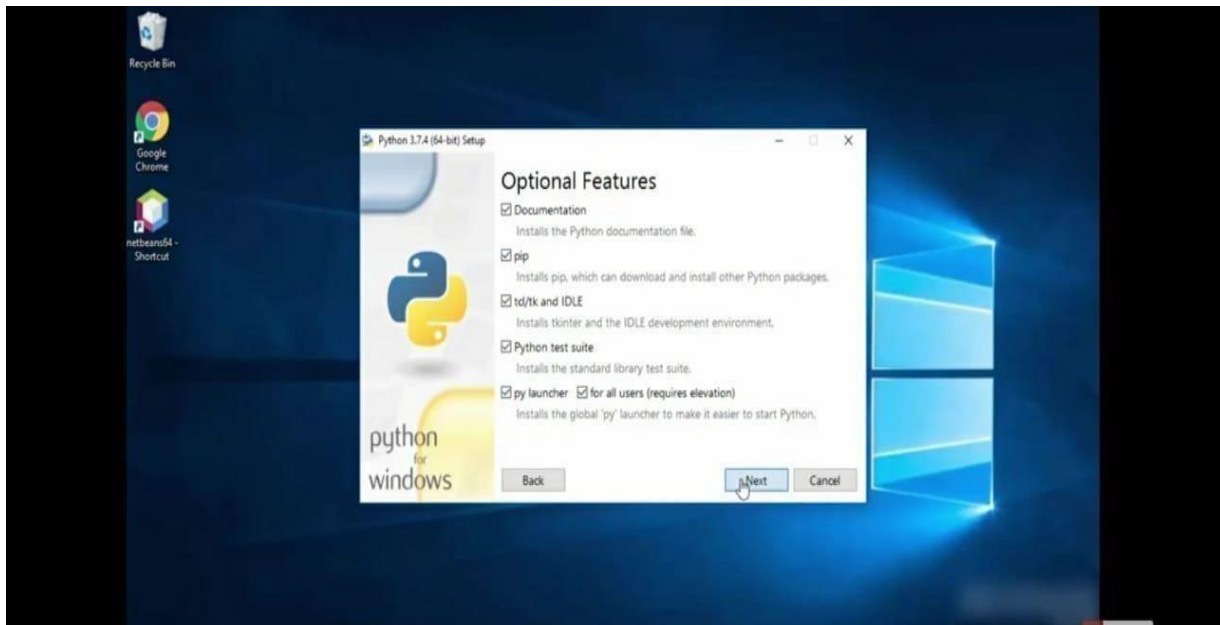 Recycle Bin
Google
Chrome
netbeans64 -
Shortcut
Python 3.7.4 (64-bit) Setup
Optional Features
Documentation
Installs the Python documentation file.
pip
Installs pip, which can download and install other Python packages.
td/tk and IDLE
Installs tkinter and the IDLE development environment.
Python test suite
Installs the standard library test suite.
py launcher for all users (requires elevation)
Installs the global 'py' launcher to make it easier to start Python.
python
for
windows
Back
Next
Cancel